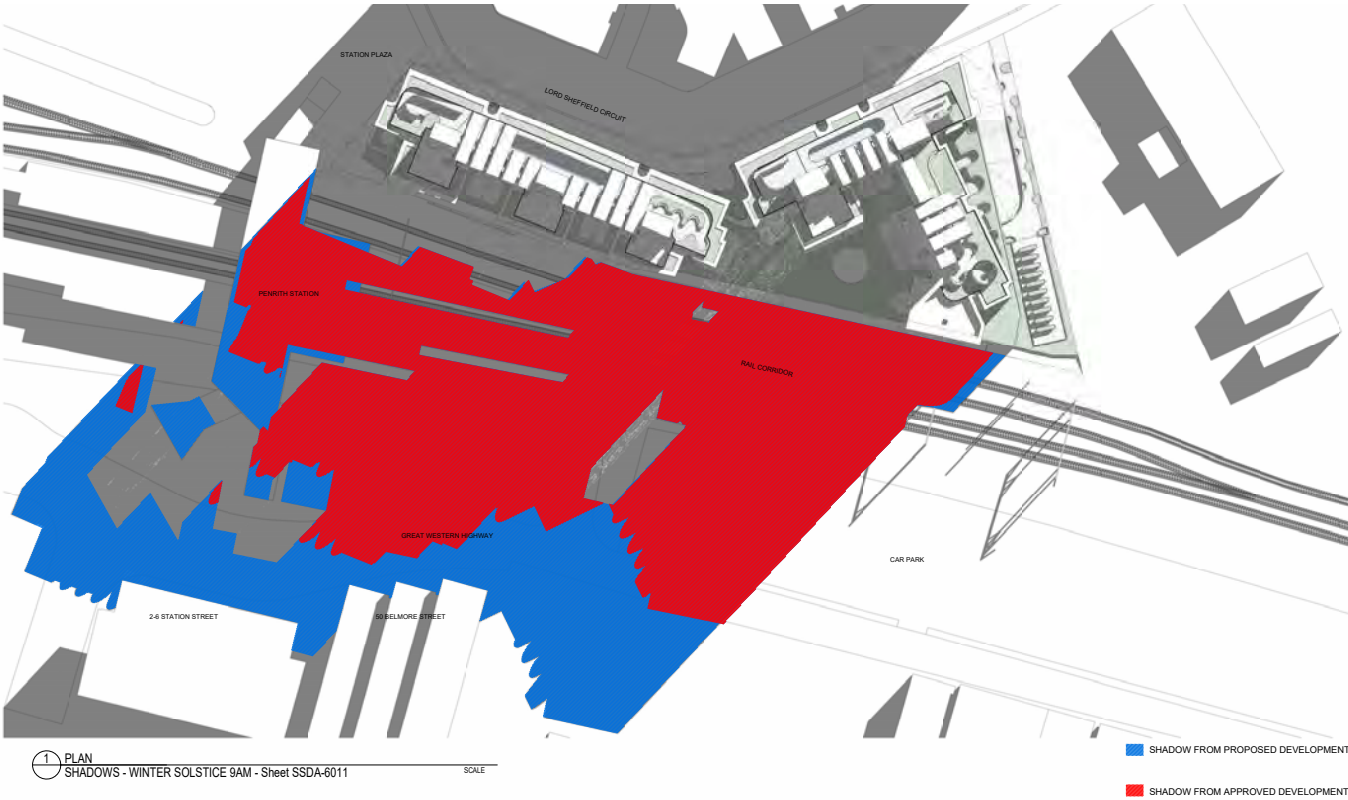 STATION PLAZA
LORD SHEFFIELD CIRCUIT
PENRITH STATION
RAIL CORRIDOR
GREAT WESTERN HIGHWAY
CAR PARK
2-6 STATION STREET
50 BELMORE STREET
1
PLAN
SHADOWS - WINTER SOLSTICE 9AM - Sheet SSDA-6011
SCALE
SHADOW FROM PROPOSED DEVELOPMENT
SHADOW FROM APPROVED DEVELOPMENT